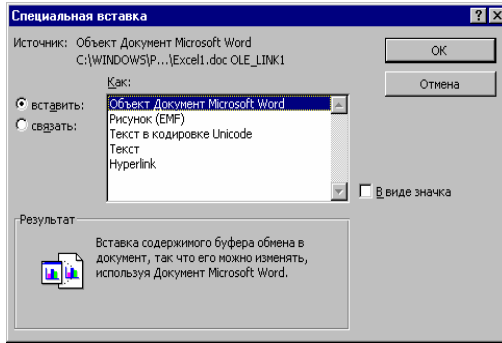 Специальная вставка
Источник: Объект Документ Microsoft Word
C:\WINDOWS\P...\Excel1.doc OLE_LINK1
ОК
Отмена
Как:
вставить:
связать:
Объект Документ Microsoft Word
Рисунок (EMF)
Текст в кодировке Unicode
Текст
Hyperlink
В виде значка
Результат
Вставка содержимого буфера обмена в
документ, так что его можно изменять,
используя Документ Microsoft Word.